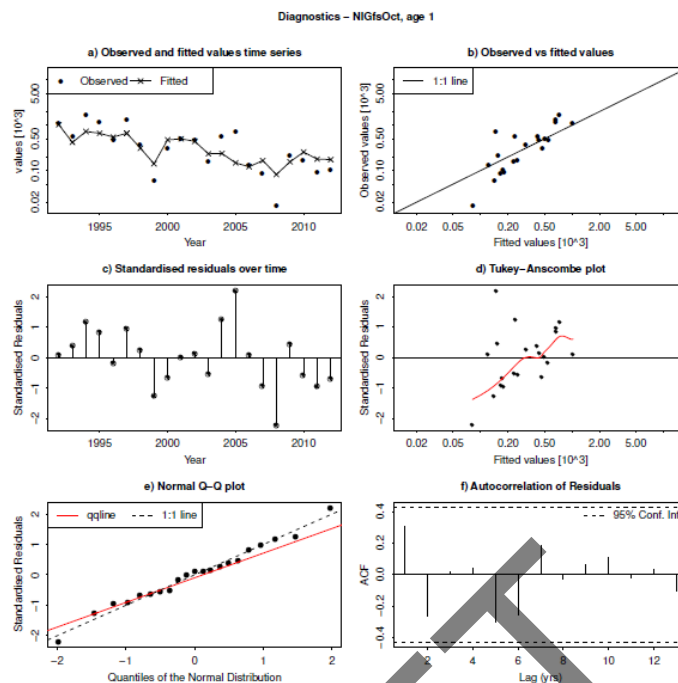 Diagnostics − NIGfsOct, age 1
a) Observed and fitted values time series
Observed Fitted
values [10^3]
5.00
0.50
0.10
0.02
1995 2000 2005 2010
Year
b) Observed vs fitted values
1:1 line
Observed values [10^3]
5.00
0.50
0.10
0.02
0.02 0.05 0.20 0.50 2.00 5.00
Fitted values [10^3]
c) Standardised residuals over time
Standardised Residuals
2
1
0
−1
−2
1995 2000 2005 2010
Year
d) Tukey−Anscombe plot
Standardised Residuals
2
1
0
−1
−2
0.02 0.05 0.20 0.50 2.00 5.00
Fitted values [10^3]
e) Normal Q−Q plot
qqline 1:1 line
Standardised Residuals
2
1
0
−1
−2
−2 −1 0 1 2
Quantiles of the Normal Distribution
f) Autocorrelation of Residuals
95% Conf. Int
ACF
0.4
0.2
0.0
−0.2
−0.4
2 4 6 8 10 12
Lag (yrs)